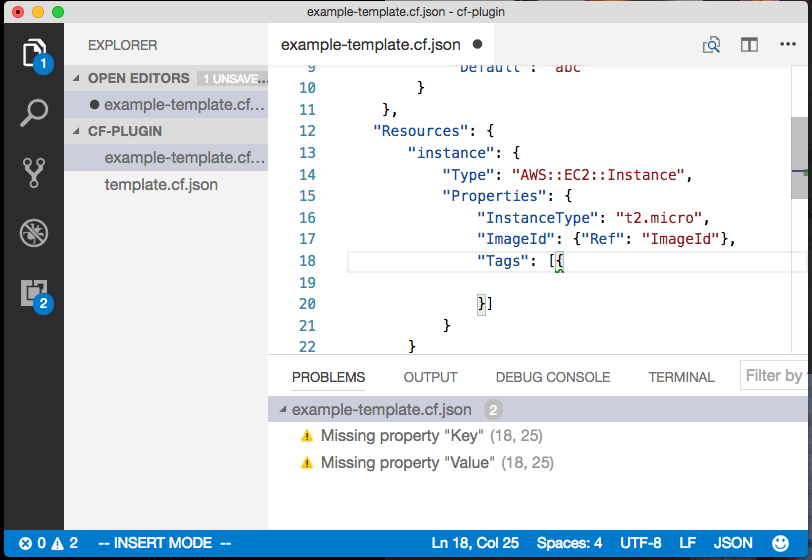 example-template.cf.json - cf-plugin
1
2
EXPLORER
OPEN EDITORS 1 UNSAVE...
example-template.cf...
CF-PLUGIN
example-template.cf...
template.cf.json
example-template.cf.json
9 "Default": "abc"
10 }
11 },
12 "Resources": {
13 "instance": {
14 "Type": "AWS::EC2::Instance",
15 "Properties": {
16 "InstanceType": "t2.micro",
17 "ImageId": {"Ref": "ImageId"},
18 "Tags": [{
19
20 }]
21 }
22 }
PROBLEMS OUTPUT DEBUG CONSOLE TERMINAL Filter by
example-template.cf.json 2
Missing property "Key" (18, 25)
Missing property "Value" (18, 25)
0 2 -- INSERT MODE -- Ln 18, Col 25 Spaces: 4 UTF-8 LF JSON